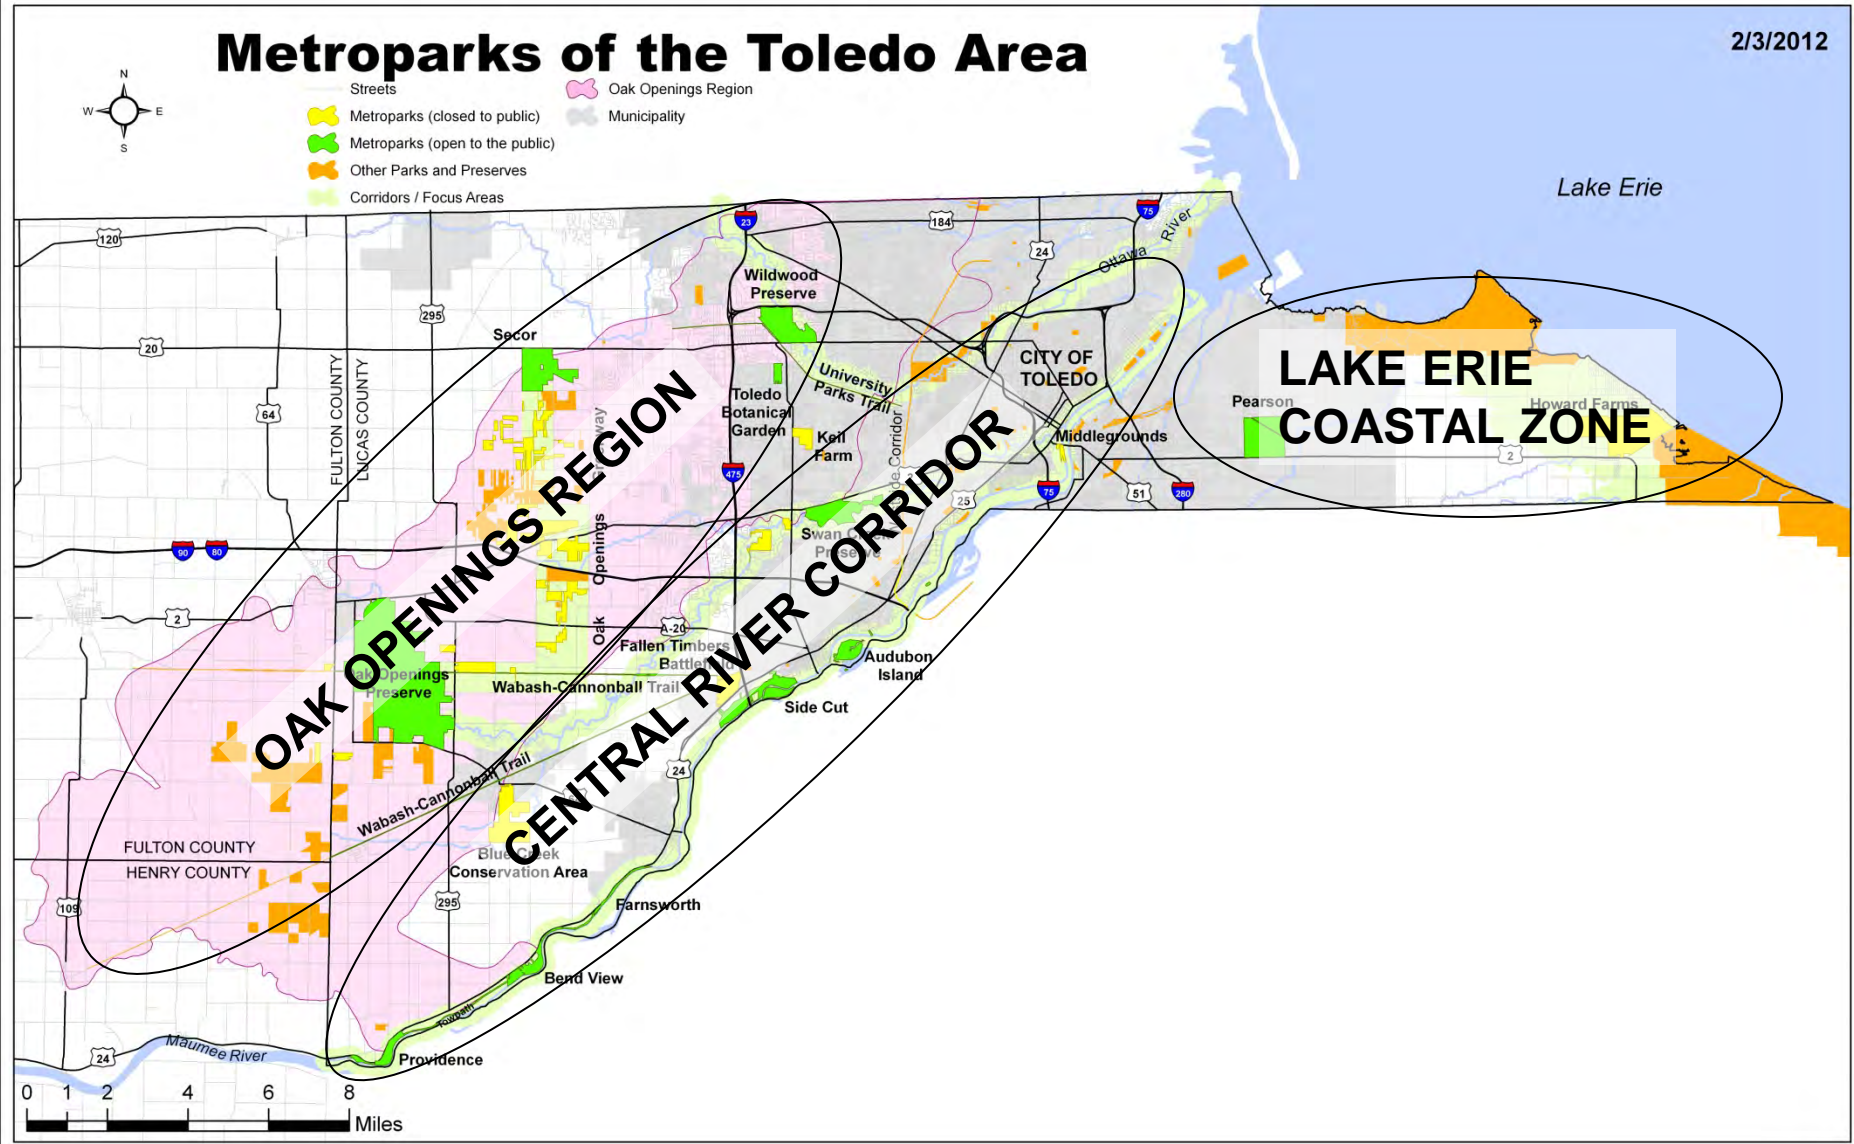 Metroparks of the Toledo Area
2/3/2012
N
W
E
S
Streets
Metroparks (closed to public)
Metroparks (open to the public)
Other Parks and Preserves
Corridors / Focus Areas
Oak Openings Region
Municipality
Lake Erie
120
23
184
75
24
Ottawa River
Wildwood
Preserve
295
Secor
20
CITY OF
TOLEDO
University
Parks Trail
LAKE ERIE
COASTAL ZONE
FULTON COUNTY
LUCAS COUNTY
64
Toledo
Botanical
Garden
Keil
Farm
Pearson
Howard Farms
Middlegrounds
2
OAK OPENINGS REGION
475
75
51
280
25
Swan Creek
Preserve
90
80
Oak Openings
2
CENTRAL RIVER CORRIDOR
A-20
Fallen Timbers
Battlefield
Audubon
Island
Oak Openings
Preserve
Wabash-Cannonball Trail
Side Cut
24
Wabash-Cannonball Trail
FULTON COUNTY
HENRY COUNTY
Blue Creek
Conservation Area
109
295
Farnsworth
Bend View
Towpath
Maumee River
24
Providence
0 1 2 4 6 8
Miles